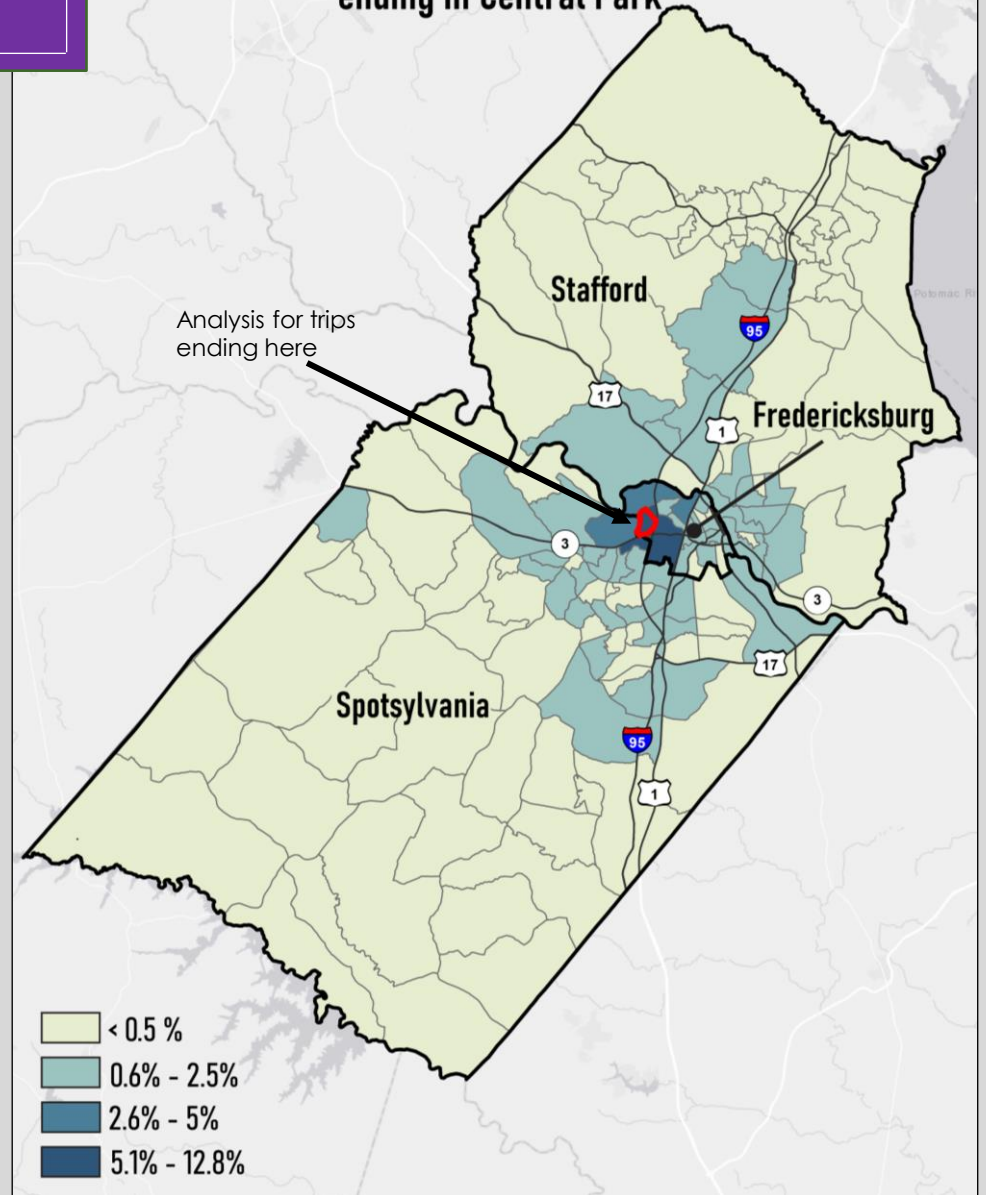 ending in Central Park
Stafford
Analysis for trips
ending here
95
17
1
Fredericksburg
3
3
17
Spotsylvania
95
1
< 0.5 %
0.6% - 2.5%
2.6% - 5%
5.1% - 12.8%